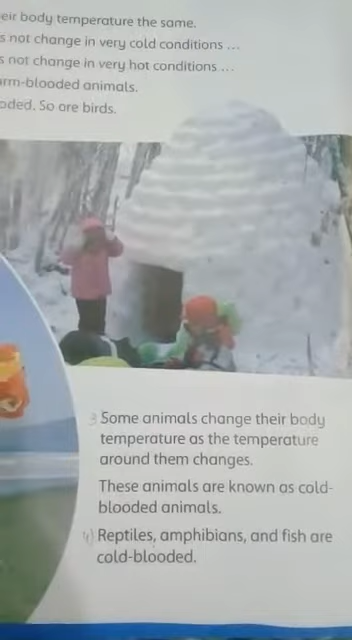 eir body temperature the same.
s not change in very cold conditions ...
s not change in very hot conditions ...
rm-blooded animals.
oded. So are birds.
3 Some animals change their body
temperature as the temperature
around them changes.
These animals are known as cold-
blooded animals.
4) Reptiles, amphibians, and fish are
cold-blooded.